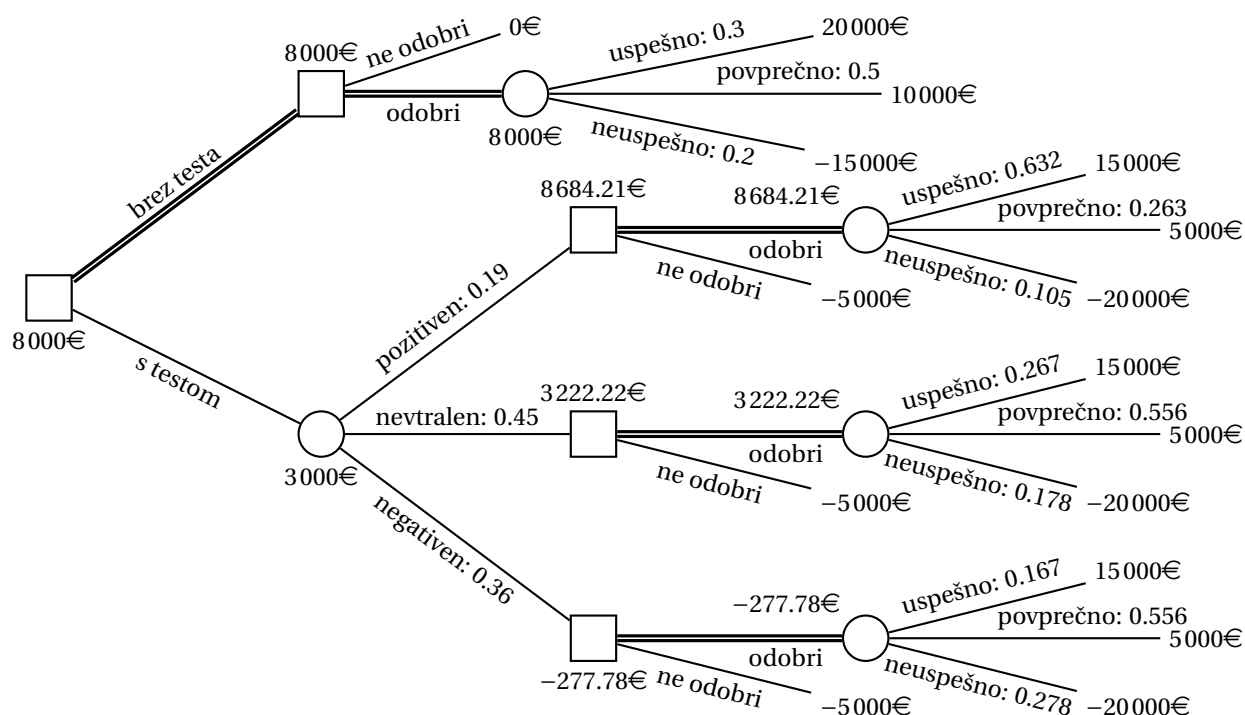 8000€
brez testa
s testom
8000€
ne odobri
0€
odobri
8000€
uspešno: 0.3
20000€
povprečno: 0.5
10000€
neuspešno: 0.2
−15000€
3000€
pozitiven: 0.19
8684.21€
odobri
8684.21€
ne odobri
−5000€
uspešno: 0.632
15000€
povprečno: 0.263
5000€
neuspešno: 0.105
−20000€
nevtralen: 0.45
3222.22€
odobri
3222.22€
ne odobri
−5000€
uspešno: 0.267
15000€
povprečno: 0.556
5000€
neuspešno: 0.178
−20000€
negativen: 0.36
−277.78€
odobri
−277.78€
ne odobri
−5000€
uspešno: 0.167
15000€
povprečno: 0.556
5000€
neuspešno: 0.278
−20000€